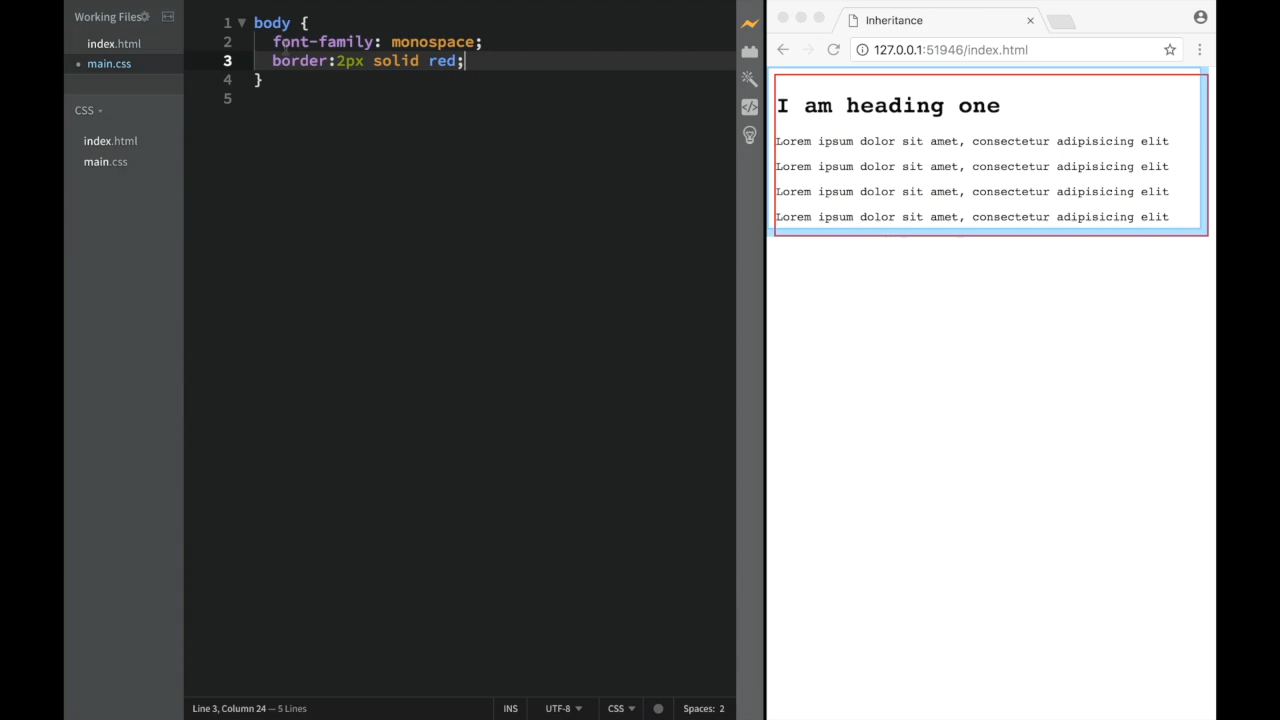 Working Files
index.html
main.css
CSS
index.html
main.css
1 body {
2 font-family: monospace;
3 border:2px solid red;
4 }
5
Line 3, Column 24 — 5 Lines
INS
UTF-8
CSS
Spaces: 2
Inheritance
127.0.0.1:51946/index.html
I am heading one
Lorem ipsum dolor sit amet, consectetur adipisicing elit
Lorem ipsum dolor sit amet, consectetur adipisicing elit
Lorem ipsum dolor sit amet, consectetur adipisicing elit
Lorem ipsum dolor sit amet, consectetur adipisicing elit